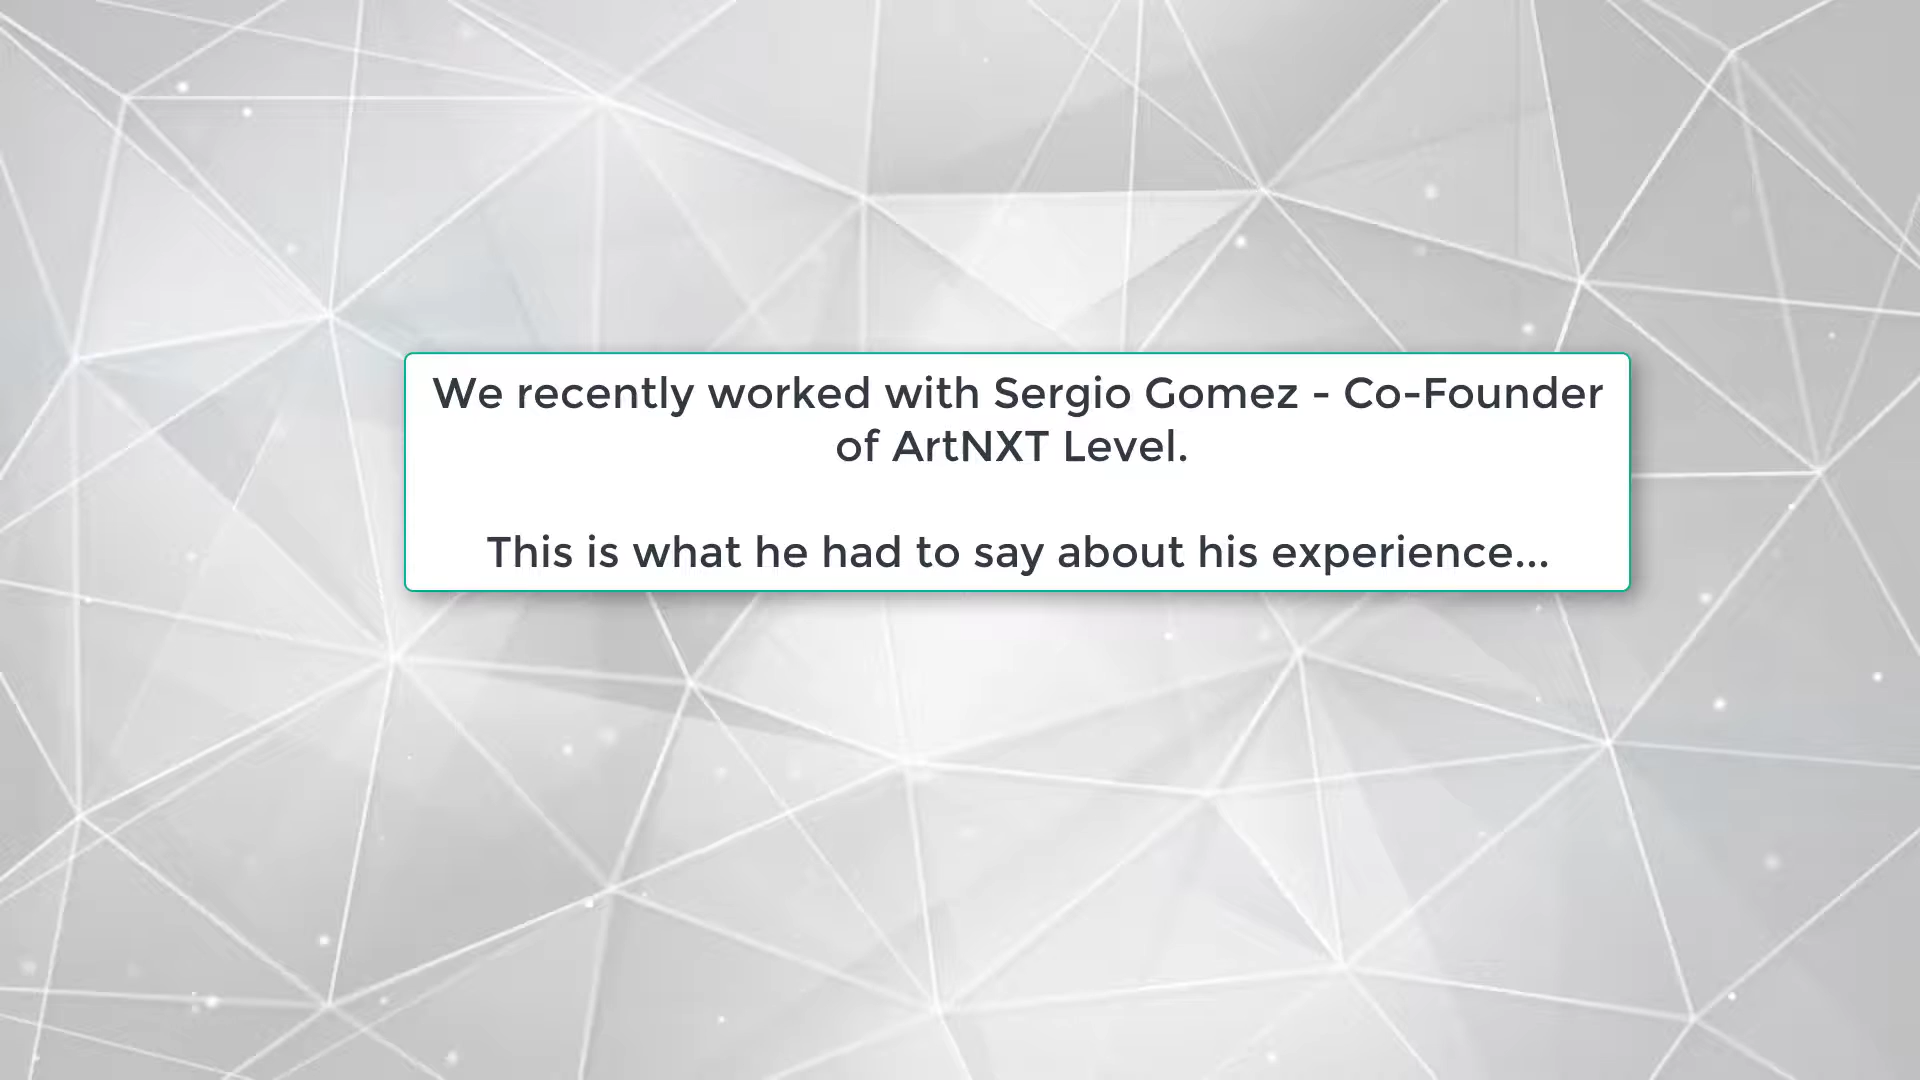 We recently worked with Sergio Gomez - Co-Founder
of ArtNXT Level.
This is what he had to say about his experience...